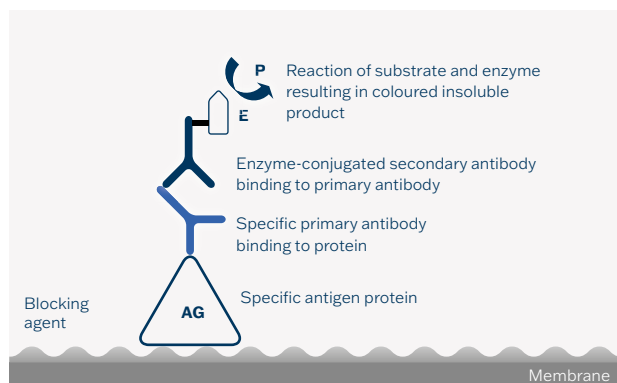 P
Reaction of substrate and enzyme
resulting in coloured insoluble
product
E
Enzyme-conjugated secondary antibody
binding to primary antibody
Specific primary antibody
binding to protein
Specific antigen protein
AG
Blocking
agent
Membrane